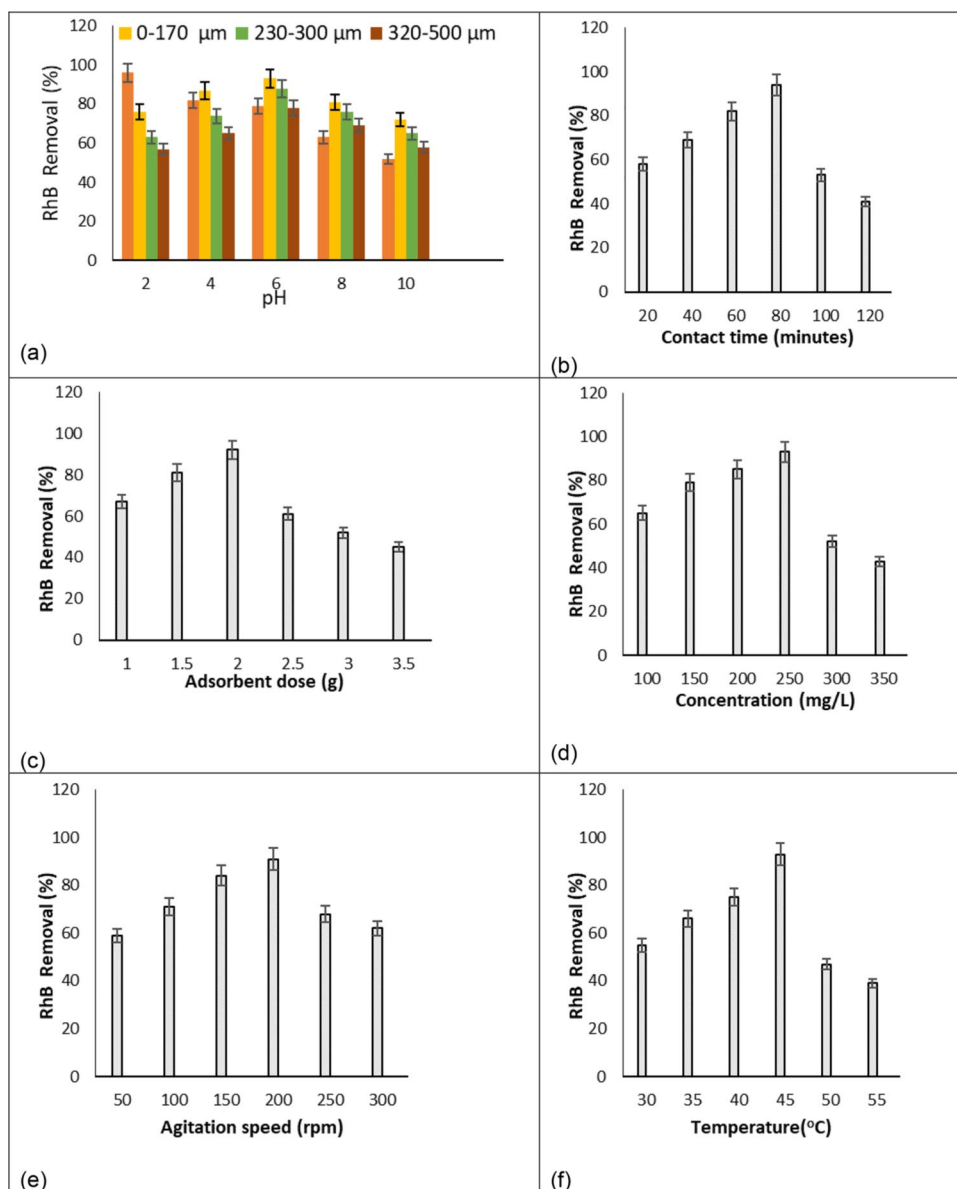 0-170 μm 230-300 μm 320-500 μm
RhB Removal (%)
120
100
80
60
40
20
0
2 4 6 8 10
pH
(a)
RhB Removal (%)
120
100
80
60
40
20
0
20 40 60 80 100 120
Contact time (minutes)
(b)
RhB Removal (%)
120
100
80
60
40
20
0
1 1.5 2 2.5 3 3.5
Adsorbent dose (g)
(c)
RhB Removal (%)
120
100
80
60
40
20
0
100 150 200 250 300 350
Concentration (mg/L)
(d)
RhB Removal (%)
120
100
80
60
40
20
0
50 100 150 200 250 300
Agitation speed (rpm)
(e)
RhB Removal (%)
120
100
80
60
40
20
0
30 35 40 45 50 55
Temperature(°C)
(f)